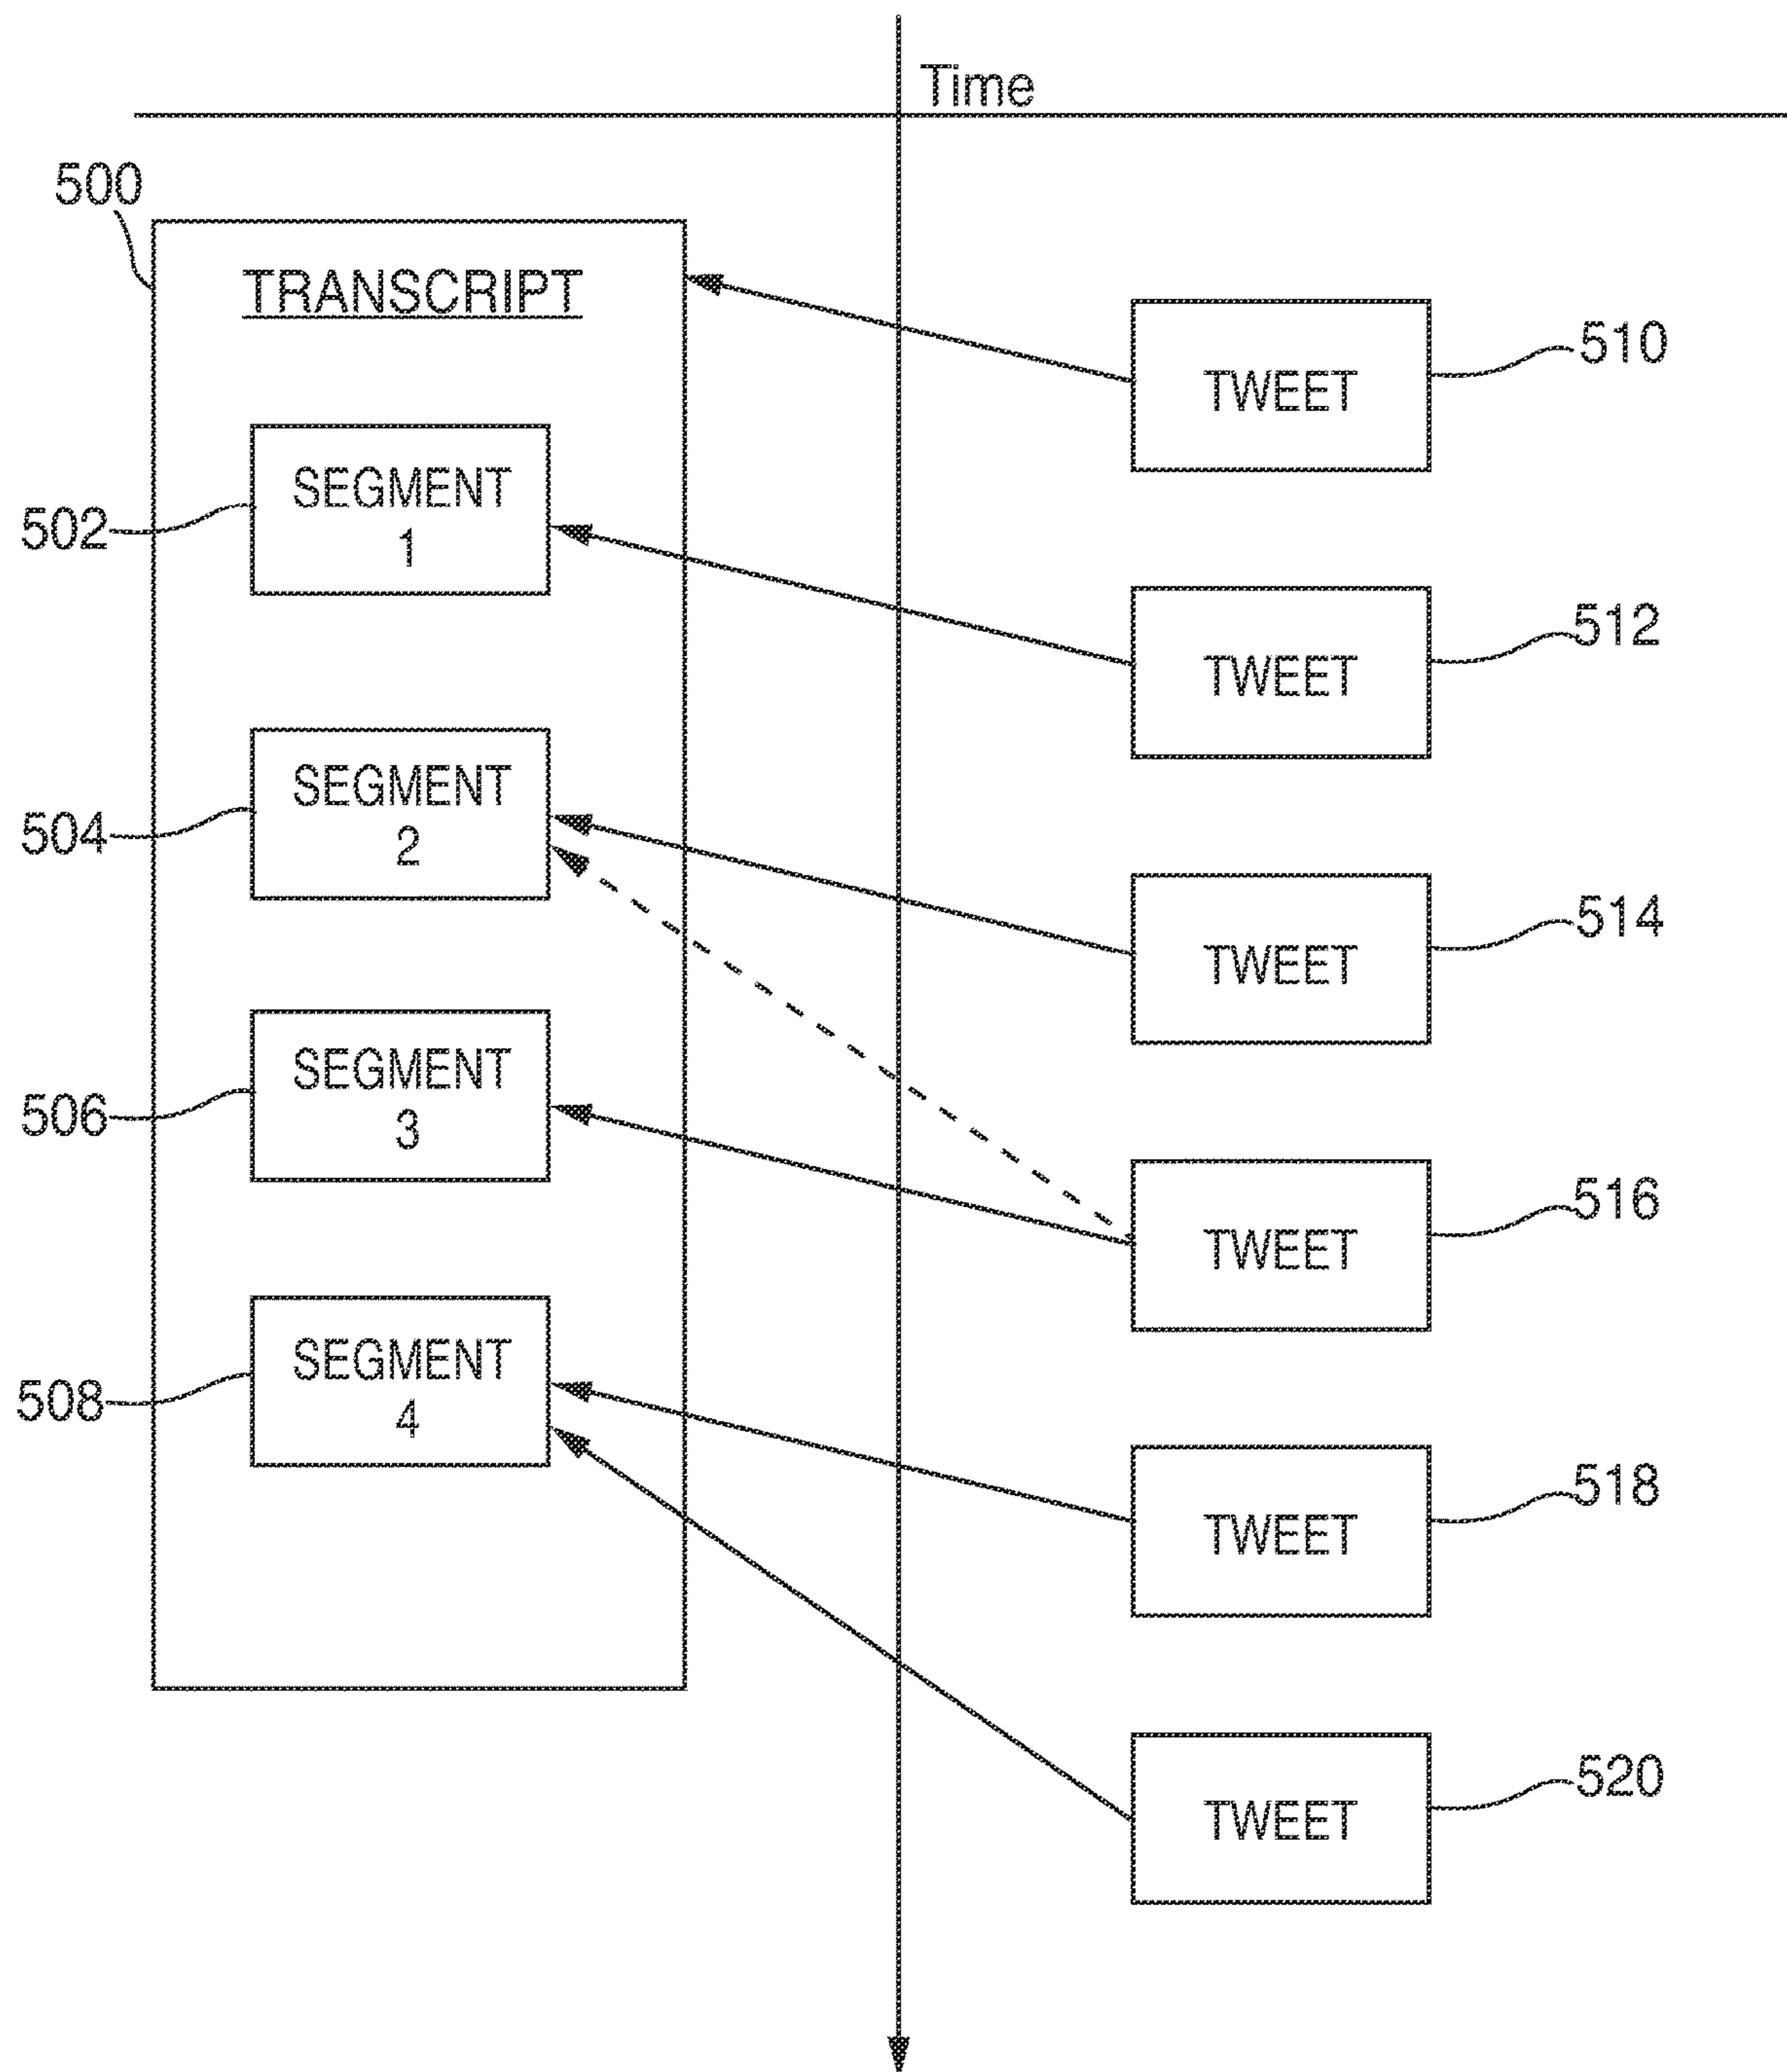 Time
500
TRANSCRIPT
510
TWEET
SEGMENT
1
502
512
TWEET
SEGMENT
2
504
514
TWEET
SEGMENT
3
506
516
TWEET
SEGMENT
4
508
518
TWEET
520
TWEET